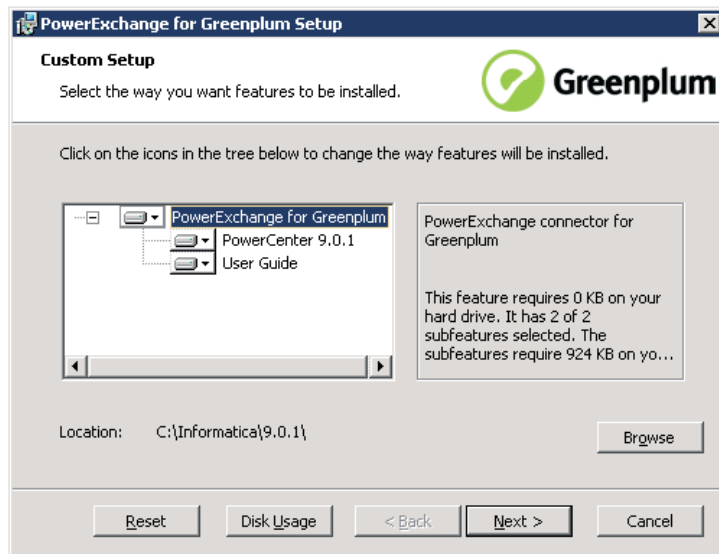 PowerExchange for Greenplum Setup
Custom Setup
Select the way you want features to be installed.
Greenplum
Click on the icons in the tree below to change the way features will be installed.
PowerExchange for Greenplum
PowerCenter 9.0.1
User Guide
PowerExchange connector for
Greenplum
This feature requires 0 KB on your
hard drive. It has 2 of 2
subfeatures selected. The
subfeatures require 924 KB on yo...
Location: C:\Informatica\9.0.1\
Browse
Reset Disk Usage < Back Next > Cancel